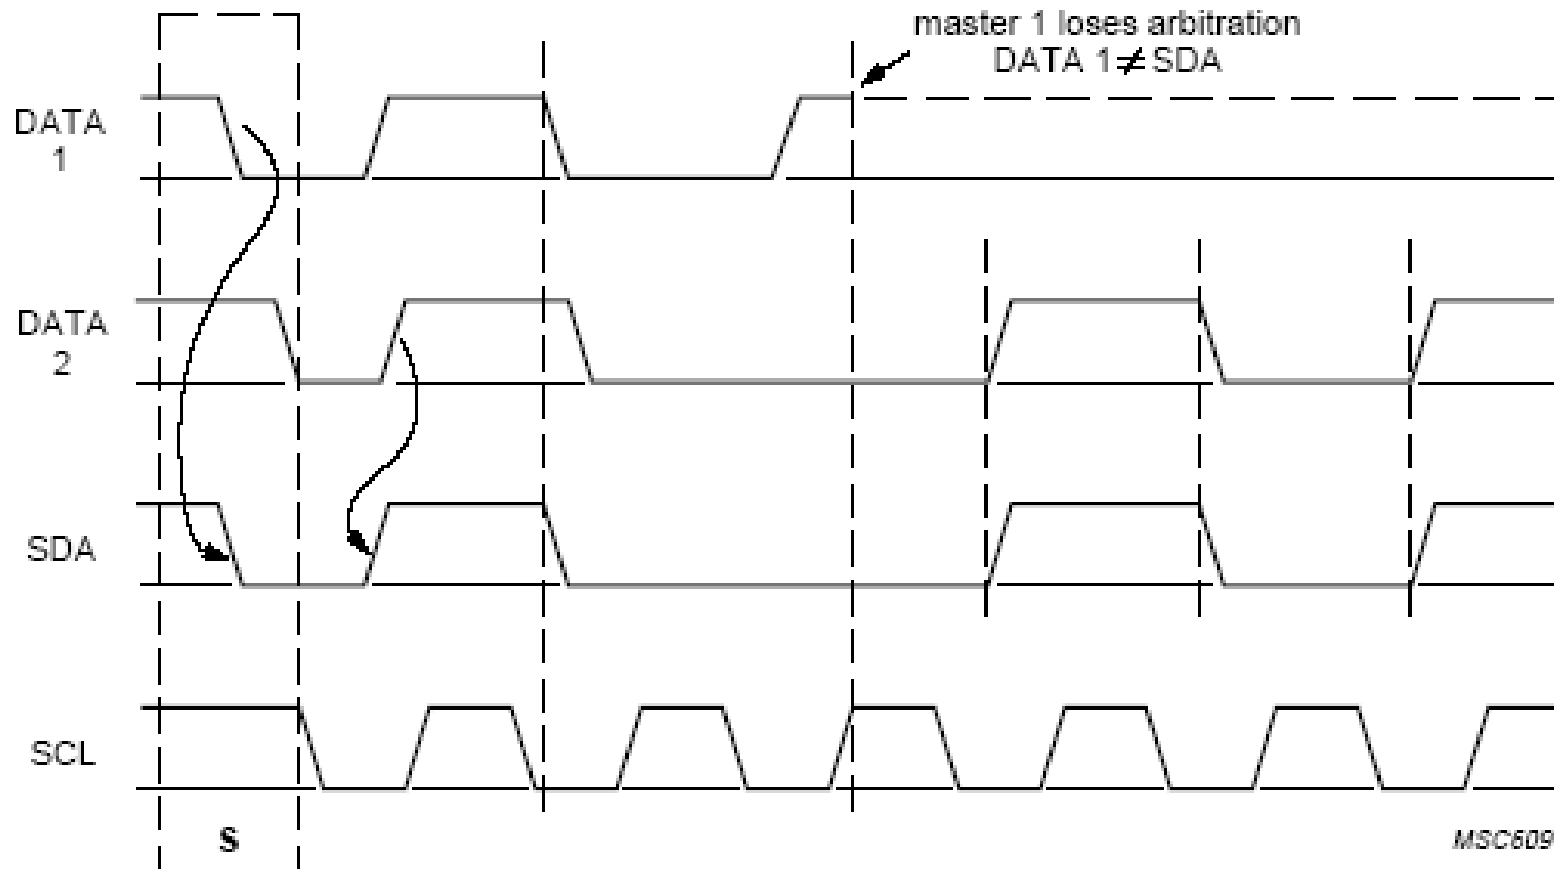 master 1 loses arbitration
DATA 1 ≠ SDA
DATA
1
DATA
2
SDA
SCL
S
MSC609